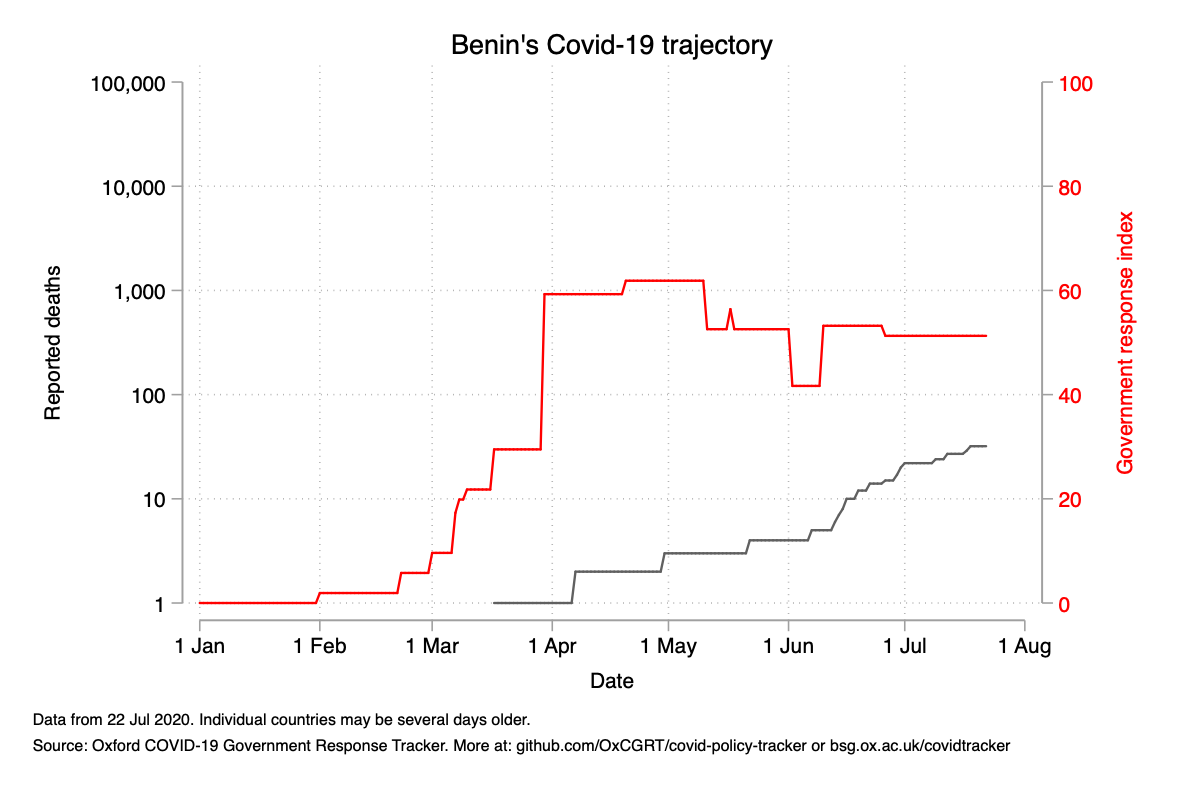 Benin's Covid-19 trajectory
100,000
10,000
1,000
100
10
1
Reported deaths
100
80
60
40
20
0
Government response index
1 Jan
1 Feb
1 Mar
1 Apr
1 May
1 Jun
1 Jul
1 Aug
Date
Data from 22 Jul 2020. Individual countries may be several days older.
Source: Oxford COVID-19 Government Response Tracker. More at: github.com/OxCGRT/covid-policy-tracker or bsg.ox.ac.uk/covidtracker